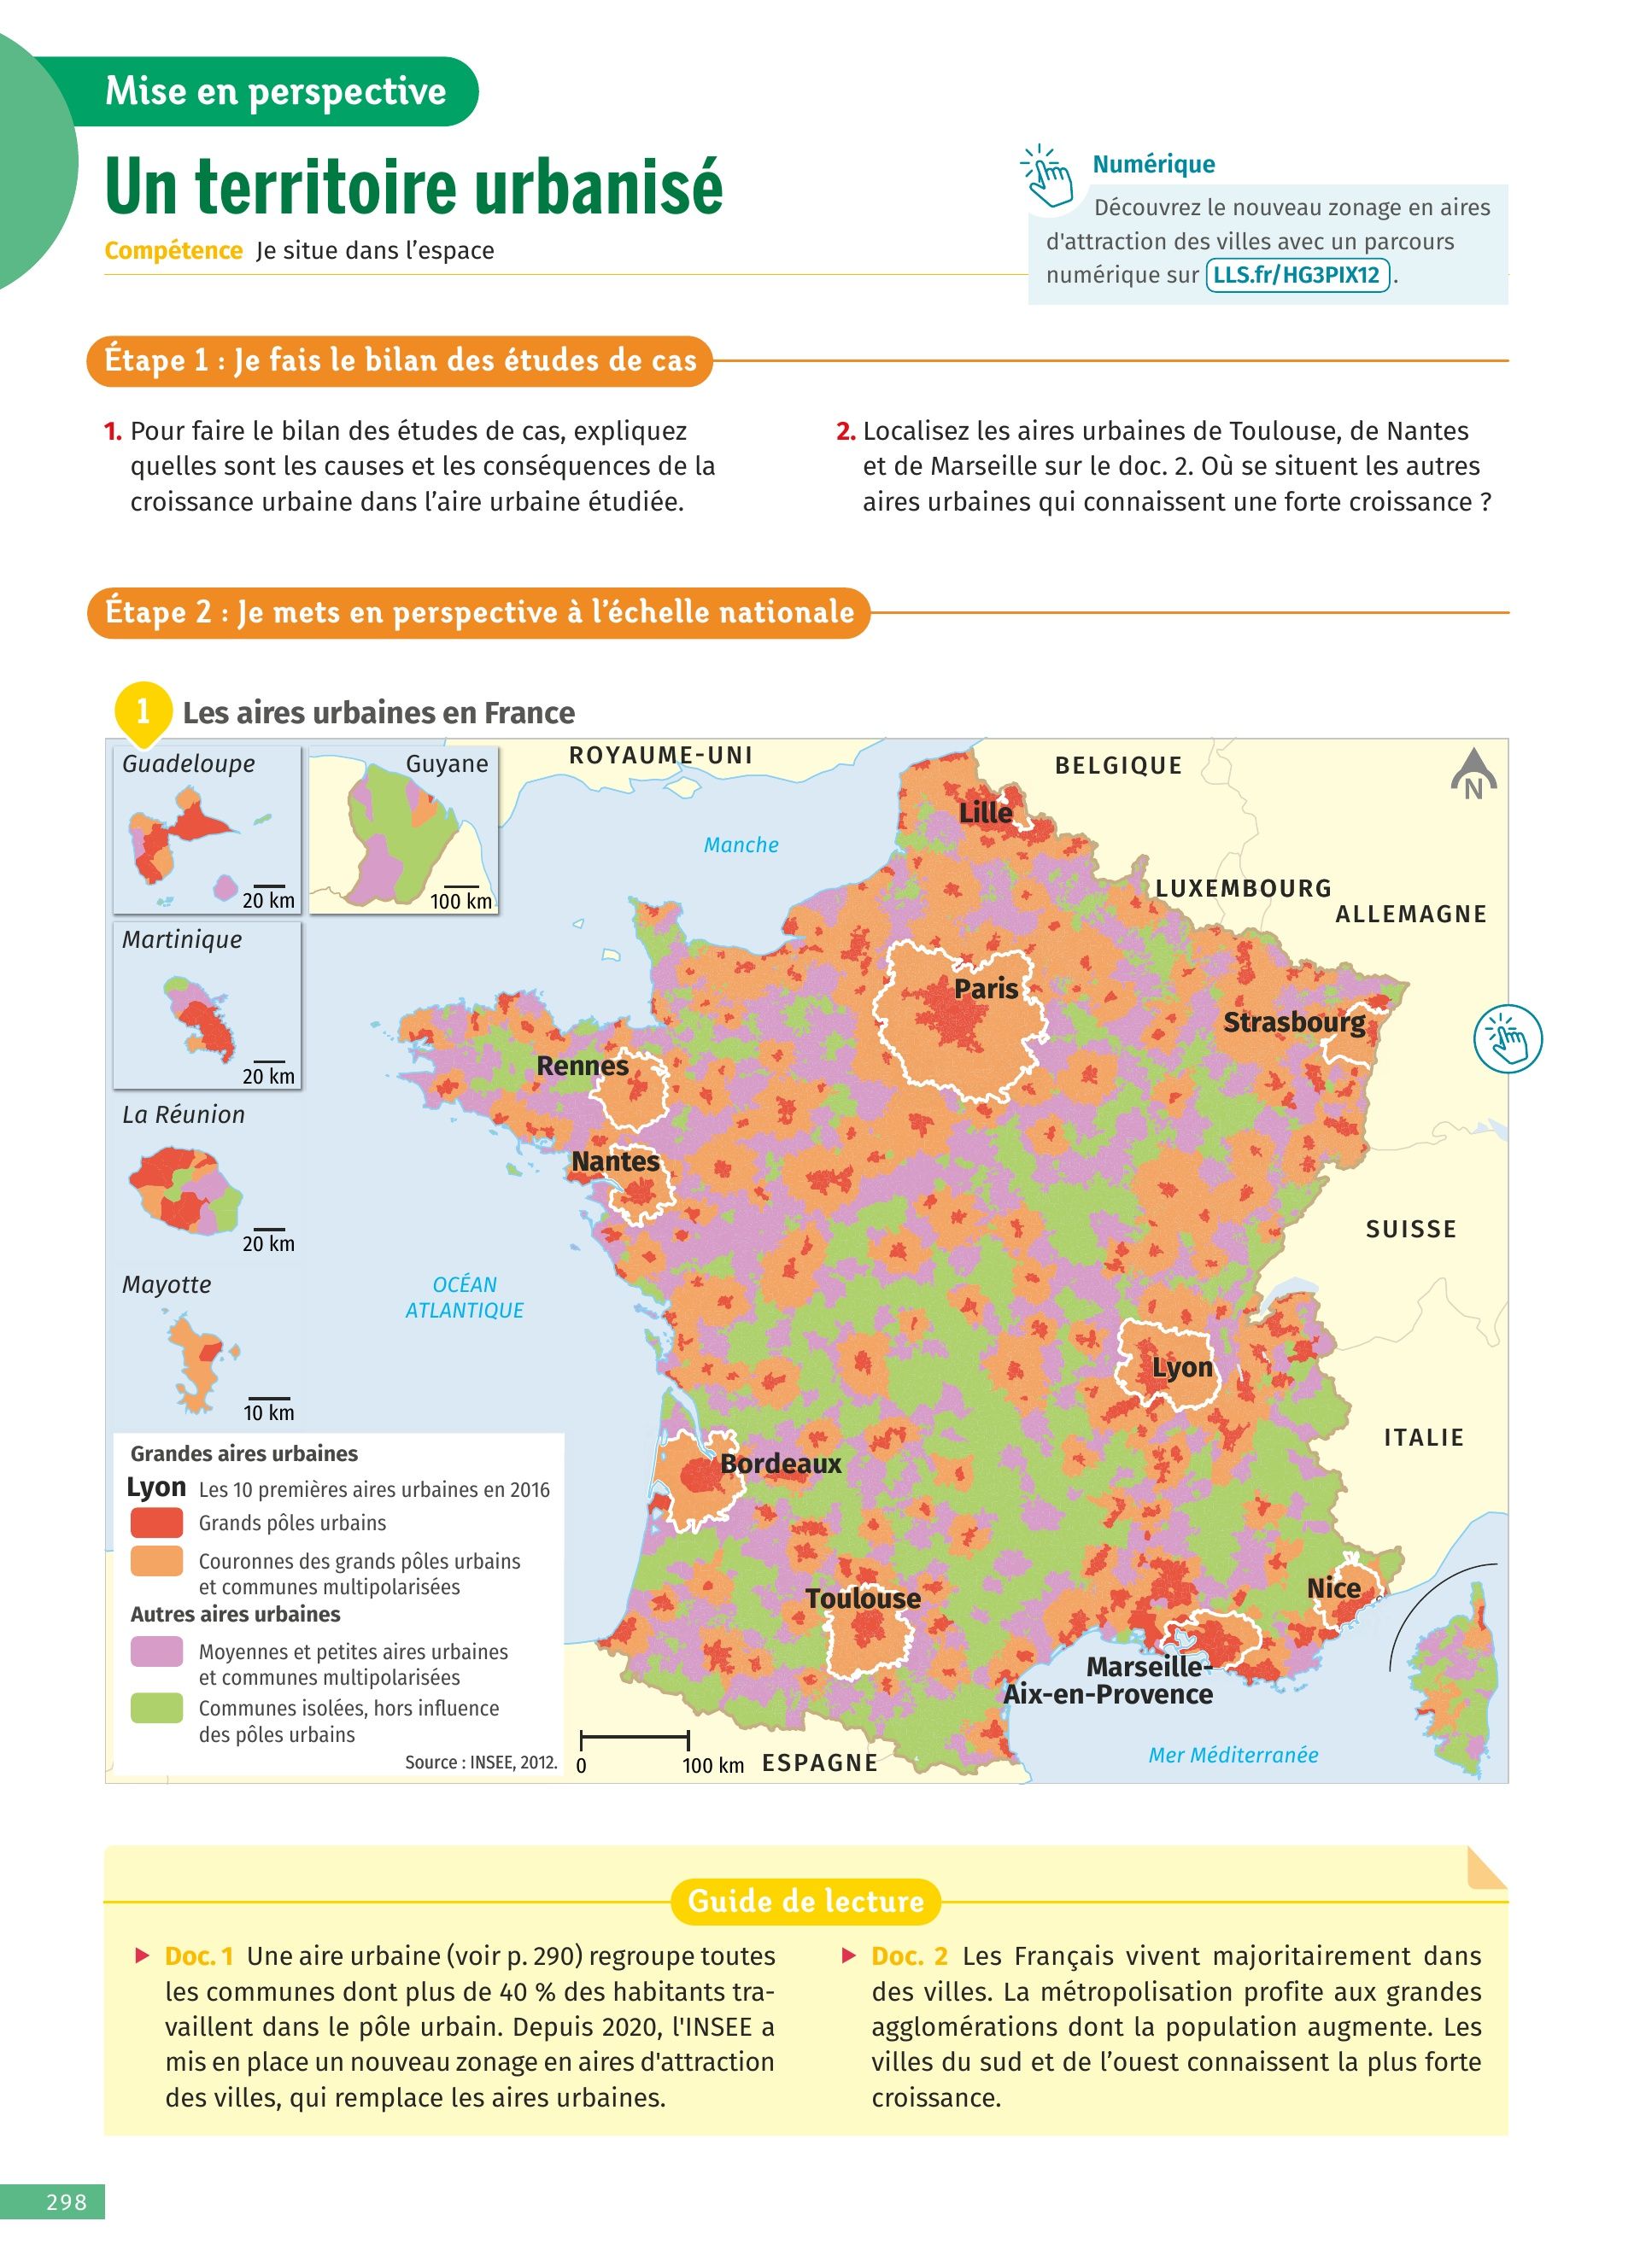 Mise en perspective
Un territoire urbanisé
Compétence Je situe dans l'espace
Numérique
Découvrez le nouveau zonage en aires
d'attraction des villes avec un parcours
numérique sur LLS.fr/HG3PIX12 .
Étape 1 : Je fais le bilan des études de cas
1. Pour faire le bilan des études de cas, expliquez
quelles sont les causes et les conséquences de la
croissance urbaine dans l'aire urbaine étudiée.
2. Localisez les aires urbaines de Toulouse, de Nantes
et de Marseille sur le doc. 2. Où se situent les autres
aires urbaines qui connaissent une forte croissance ?
Étape 2 : Je mets en perspective à l'échelle nationale
1 Les aires urbaines en France
Guadeloupe
20 km
Guyane
100 km
Martinique
20 km
La Réunion
20 km
Mayotte
10 km
ROYAUME-UNI
BELGIQUE
N
Lille
Manche
LUXEMBOURG
ALLEMAGNE
Paris
Strasbourg
Rennes
Nantes
SUISSE
OCÉAN
ATLANTIQUE
Lyon
ITALIE
Bordeaux
Toulouse
Nice
Marseille-
Aix-en-Provence
Mer Méditerranée
ESPAGNE
0 100 km
Grandes aires urbaines
Lyon Les 10 premières aires urbaines en 2016
Grands pôles urbains
Couronnes des grands pôles urbains
et communes multipolarisées
Autres aires urbaines
Moyennes et petites aires urbaines
et communes multipolarisées
Communes isolées, hors influence
des pôles urbains
Source : INSEE, 2012.
Guide de lecture
Doc. 1 Une aire urbaine (voir p. 290) regroupe toutes
les communes dont plus de 40 % des habitants tra-
vaillent dans le pôle urbain. Depuis 2020, l'INSEE a
mis en place un nouveau zonage en aires d'attraction
des villes, qui remplace les aires urbaines.
Doc. 2 Les Français vivent majoritairement dans
des villes. La métropolisation profite aux grandes
agglomérations dont la population augmente. Les
villes du sud et de l'ouest connaissent la plus forte
croissance.
298